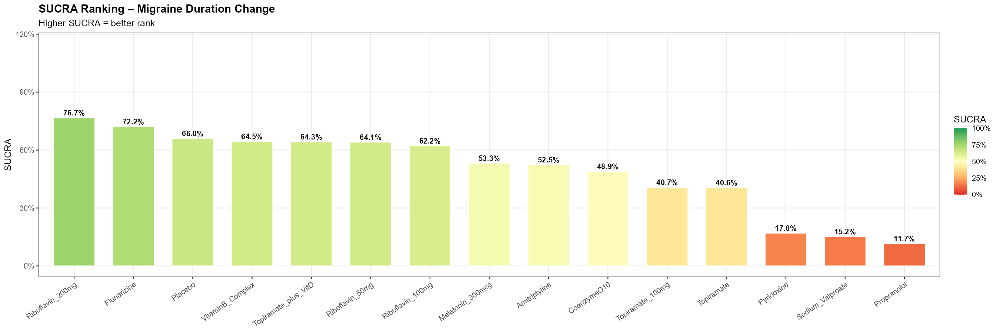 SUCRA Ranking – Migraine Duration Change
Higher SUCRA = better rank
SUCRA
120%
90%
60%
30%
0%
76.7%
72.2%
66.0%
64.5%
64.3%
64.1%
62.2%
53.3%
52.5%
48.9%
40.7%
40.6%
17.0%
15.2%
11.7%
Riboflavin_200mg
Flunarizine
Placebo
VitaminB_Complex
Topiramate_plus_VitD
Riboflavin_50mg
Riboflavin_100mg
Melatonin_300mcg
Amitriptyline
CoenzymeQ10
Topiramate_100mg
Topiramate
Pyridoxine
Sodium_Valproate
Propranolol
SUCRA
100%
75%
50%
25%
0%